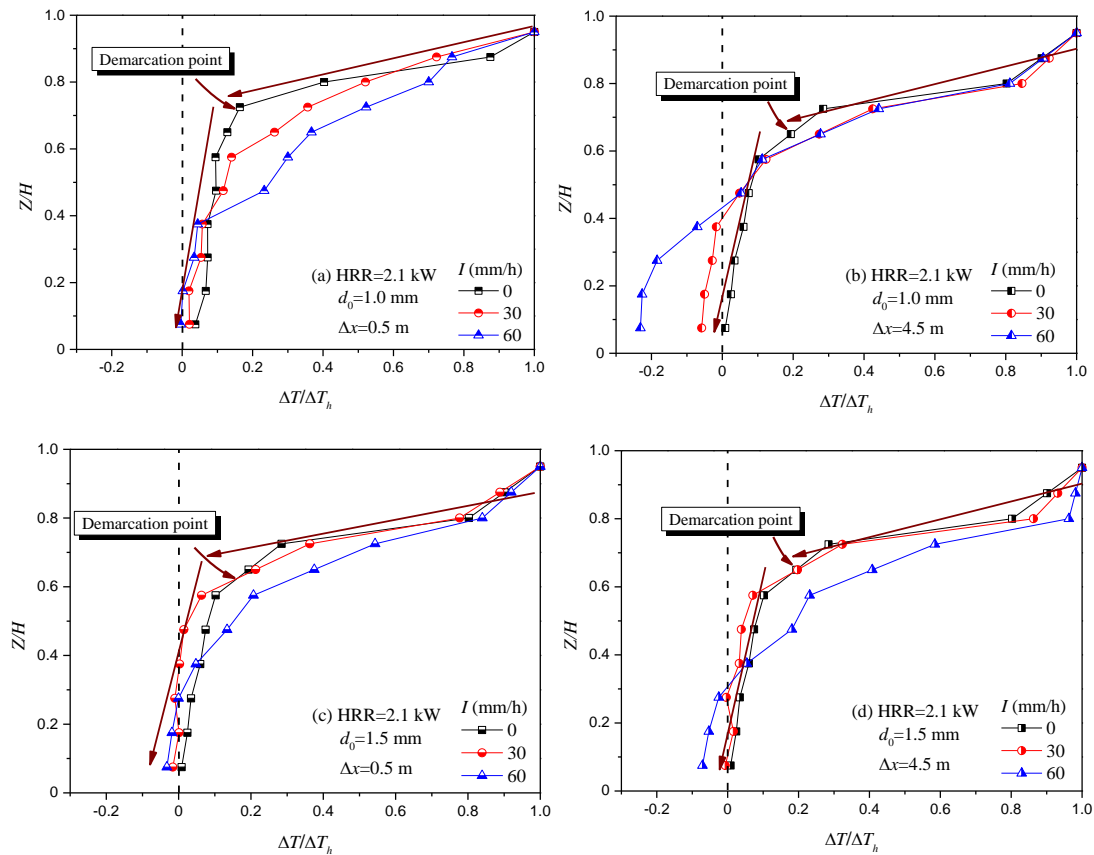 1.0
0.8
0.6
0.4
0.2
0
Z/H
Demarcation point
(a) HRR=2.1 kW
d₀=1.0 mm
Δx=0.5 m
I (mm/h)
0
30
60
-0.2 0 0.2 0.4 0.6 0.8 1.0
ΔT/ΔTₕ
1.0
0.8
0.6
0.4
0.2
0
Z/H
Demarcation point
(b) HRR=2.1 kW
d₀=1.0 mm
Δx=4.5 m
I (mm/h)
0
30
60
-0.2 0 0.2 0.4 0.6 0.8 1.0
ΔT/ΔTₕ
1.0
0.8
0.6
0.4
0.2
0
Z/H
Demarcation point
(c) HRR=2.1 kW
d₀=1.5 mm
Δx=0.5 m
I (mm/h)
0
30
60
-0.2 0 0.2 0.4 0.6 0.8 1.0
ΔT/ΔTₕ
1.0
0.8
0.6
0.4
0.2
0
Z/H
Demarcation point
(d) HRR=2.1 kW
d₀=1.5 mm
Δx=4.5 m
I (mm/h)
0
30
60
-0.2 0 0.2 0.4 0.6 0.8 1.0
ΔT/ΔTₕ